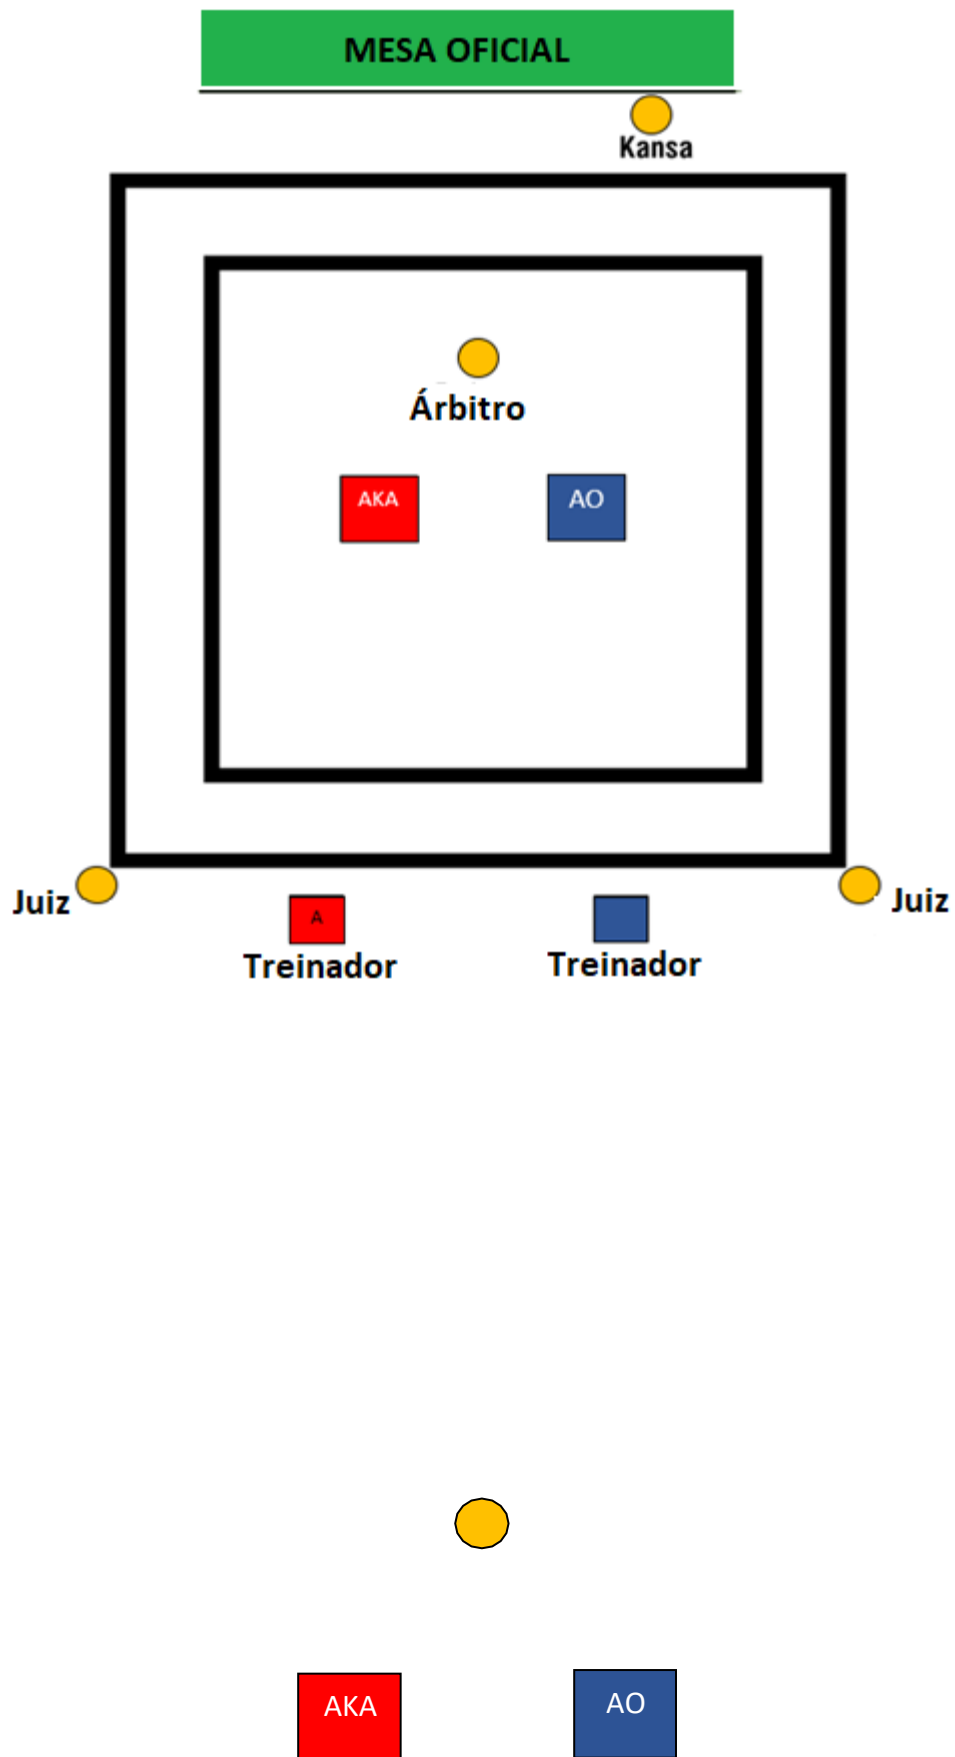 MESA OFICIAL
Kansa
Árbitro
AKA
AO
Juiz
Juiz
A
Treinador
Treinador
AKA
AO